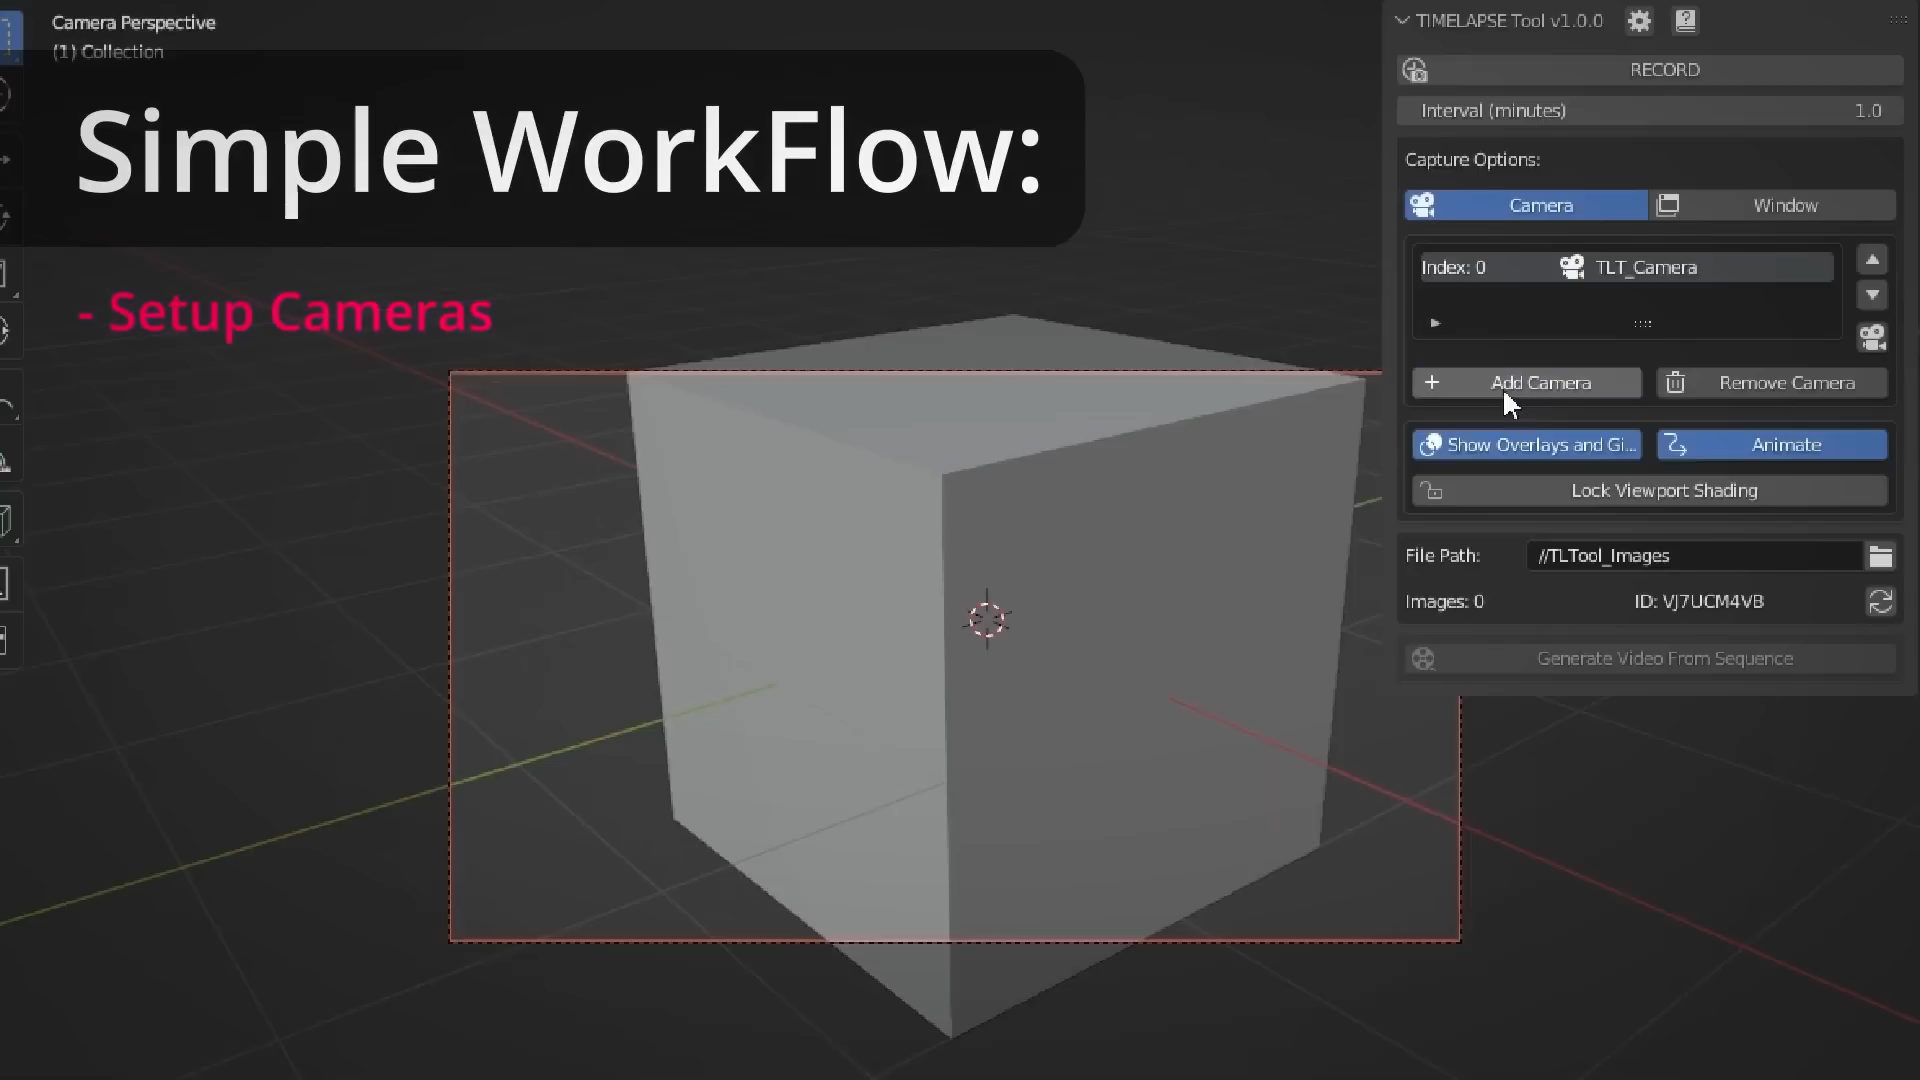 Camera Perspective
(1) Collection
Simple WorkFlow:
- Setup Cameras
TIMELAPSE Tool v1.0.0
RECORD
Interval (minutes) 1.0
Capture Options:
Camera Window
Index: 0 TLT_Camera
Add Camera Remove Camera
Show Overlays and Gi... Animate
Lock Viewport Shading
File Path: //TLTool_Images
Images: 0 ID: VJ7UCM4VB
Generate Video From Sequence